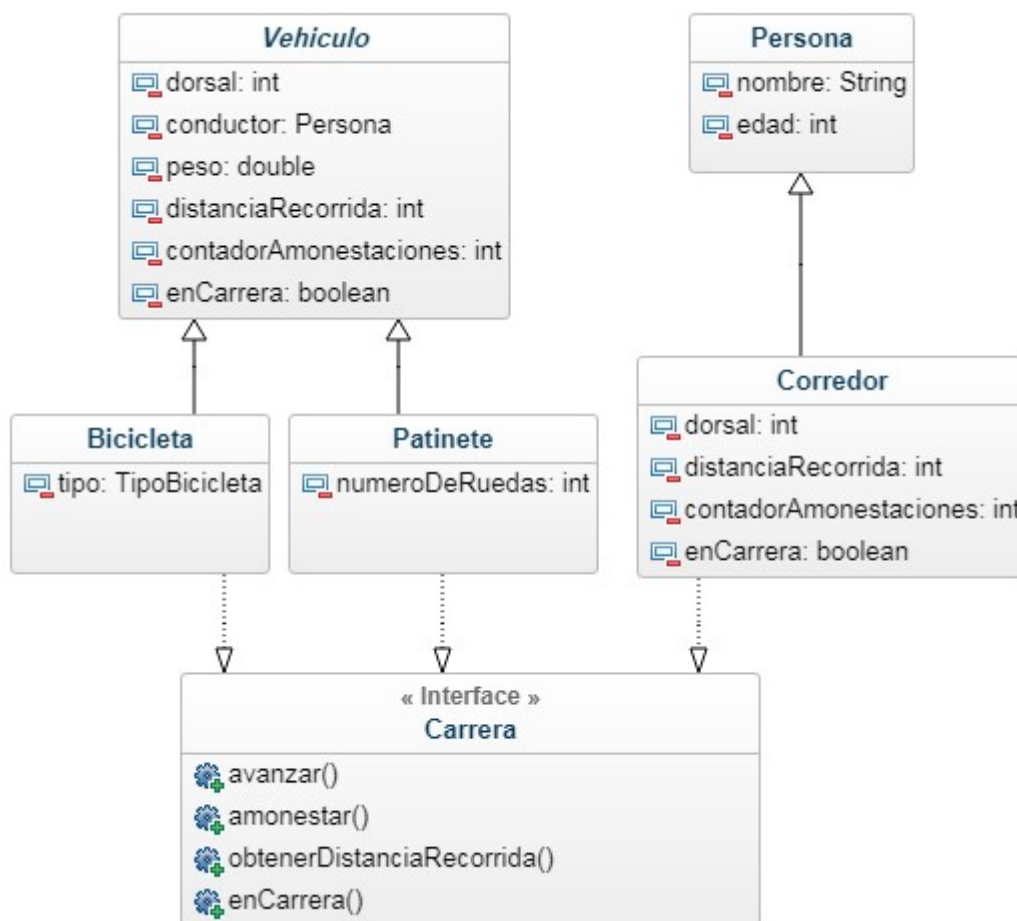 Vehiculo
dorsal: int
conductor: Persona
peso: double
distanciaRecorrida: int
contadorAmonestaciones: int
enCarrera: boolean
Persona
nombre: String
edad: int
Bicicleta
tipo: TipoBicicleta
Patinete
numeroDeRuedas: int
Corredor
dorsal: int
distanciaRecorrida: int
contadorAmonestaciones: int
enCarrera: boolean
« Interface »
Carrera
avanzar()
amonestar()
obtenerDistanciaRecorrida()
enCarrera()